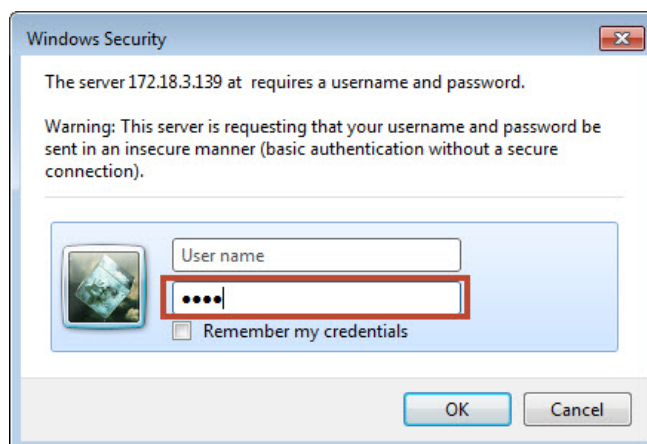 Windows Security
The server 172.18.3.139 at  requires a username and password.
Warning: This server is requesting that your username and password be
sent in an insecure manner (basic authentication without a secure
connection).
User name
●●●●
Remember my credentials
OK Cancel